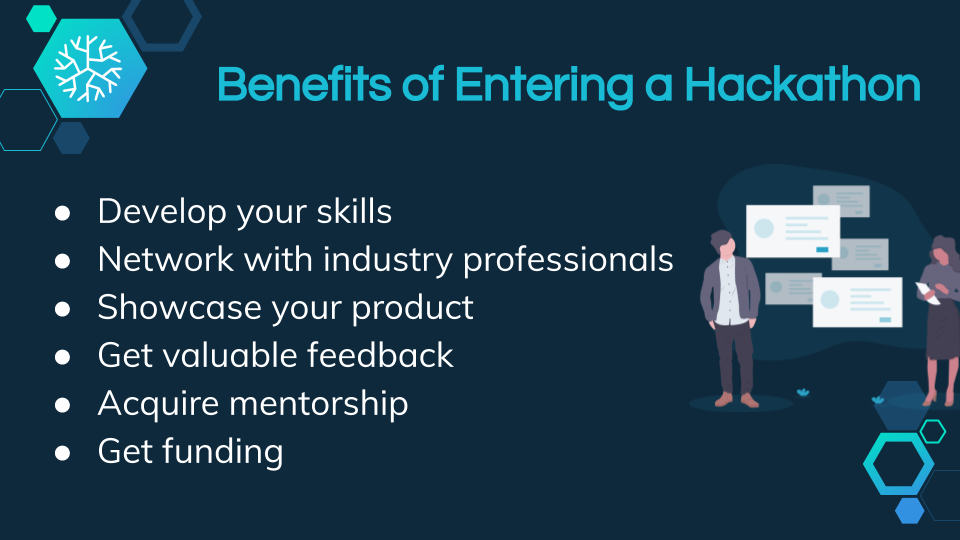 Benefits of Entering a Hackathon
● Develop your skills
● Network with industry professionals
● Showcase your product
● Get valuable feedback
● Acquire mentorship
● Get funding